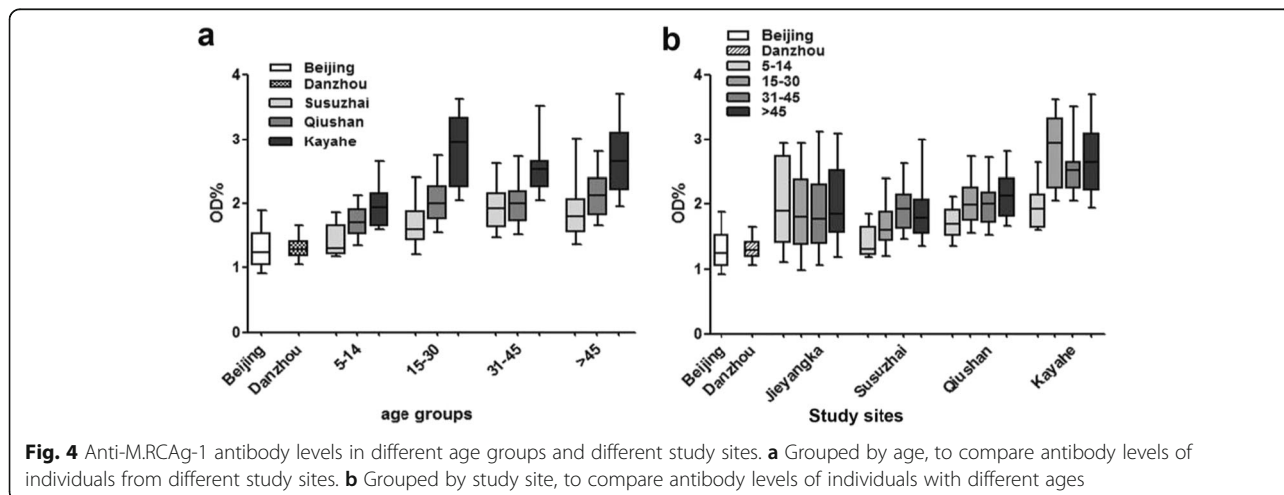 a
Beijing
Danzhou
Susuzhai
Qiushan
Kayahe
OD%
4
3
2
1
0
Beijing
Danzhou
5-14
15-30
31-45
>45
age groups
b
Beijing
Danzhou
5-14
15-30
31-45
>45
OD%
4
3
2
1
0
Beijing
Danzhou
Jieyangka
Susuzhai
Qiushan
Kayahe
Study sites
Fig. 4 Anti-M.RCAg-1 antibody levels in different age groups and different study sites. a Grouped by age, to compare antibody levels of
individuals from different study sites. b Grouped by study site, to compare antibody levels of individuals with different ages